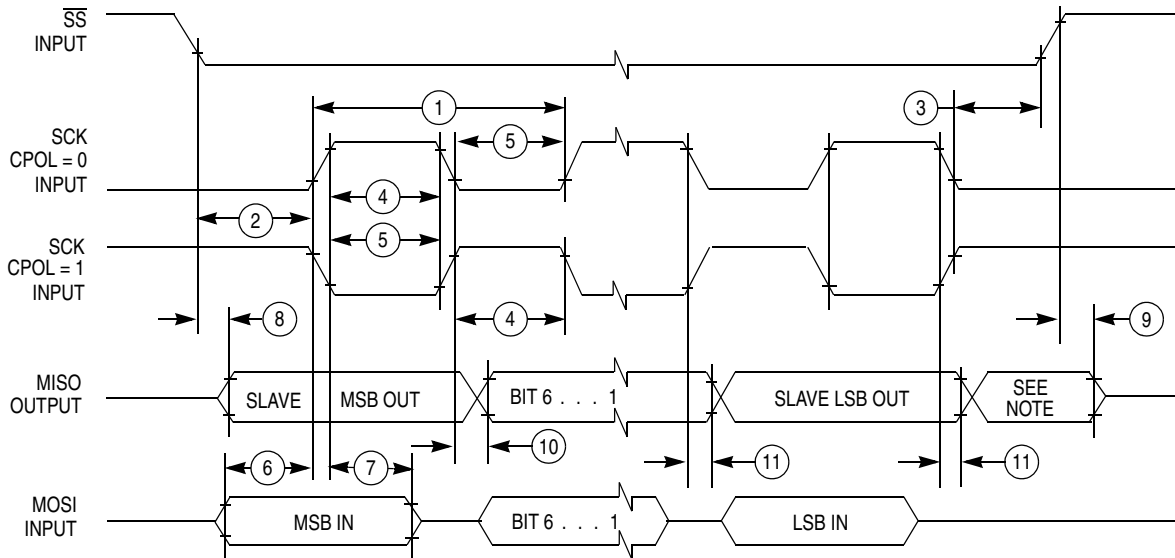 SS
INPUT
1
3
SCK
CPOL = 0
INPUT
5
4
2
SCK
CPOL = 1
INPUT
5
4
8
9
MISO
OUTPUT
SLAVE
MSB OUT
BIT 6 . . . 1
SLAVE LSB OUT
SEE
NOTE
10
11
11
6
7
MOSI
INPUT
MSB IN
BIT 6 . . . 1
LSB IN